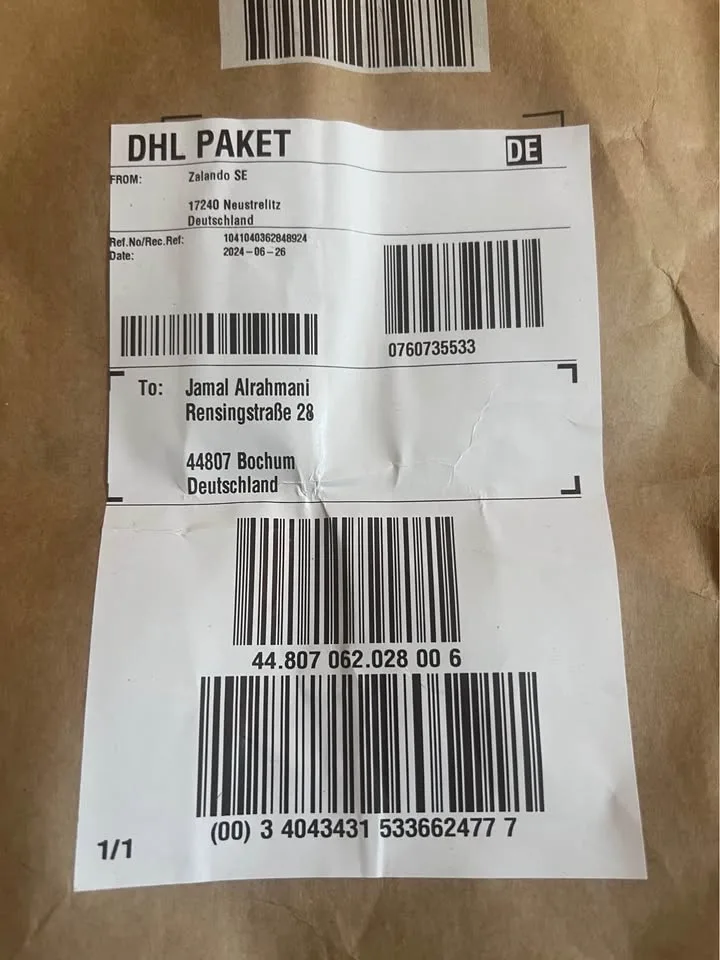 DHL PAKET
DE
FROM: Zalando SE
17240 Neustrelitz
Deutschland
Ref.No/Rec.Ref: 1041040362848924
Date: 2024-06-26
0760735533
To: Jamal Alrahmani
Rensingstraße 28
44807 Bochum
Deutschland
44.807 062.028 00 6
(00) 3 4043431 533662477 7
1/1